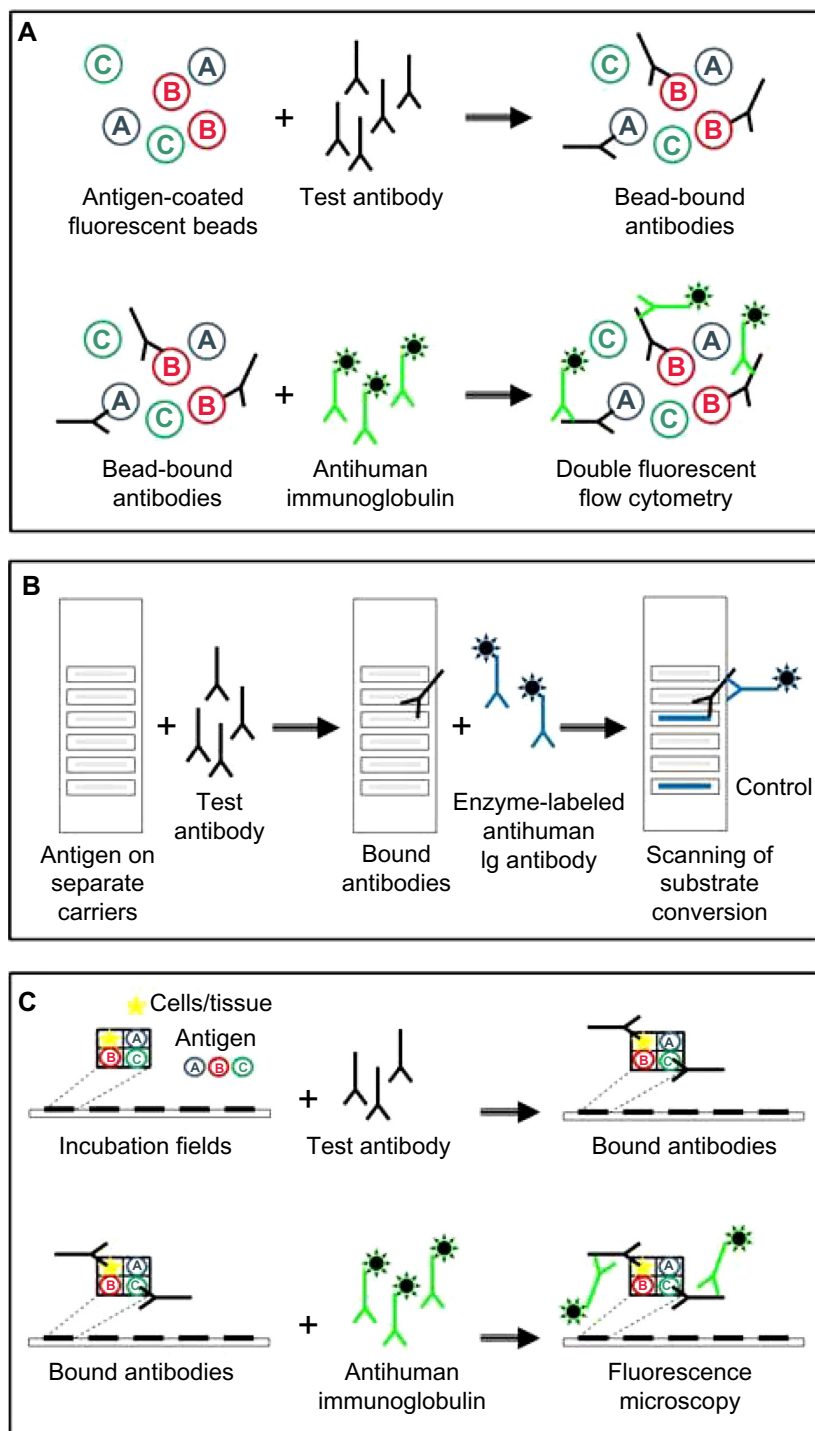 A
C
A
B
A
B
C
+
C
A
B
A
B
C
Antigen-coated
fluorescent beads
Test antibody
Bead-bound
antibodies
C
A
B
A
B
C
+
C
A
B
A
B
C
Bead-bound
antibodies
Antihuman
immunoglobulin
Double fluorescent
flow cytometry
B
+
+
Control
Test
antibody
Antigen on
separate
carriers
Bound
antibodies
Enzyme-labeled
antihuman
Ig antibody
Scanning of
substrate
conversion
C
Cells/tissue
Antigen
A B C
A
B C
+
A
B C
Incubation fields
Test antibody
Bound antibodies
A
B C
+
A
B C
Bound antibodies
Antihuman
immunoglobulin
Fluorescence
microscopy